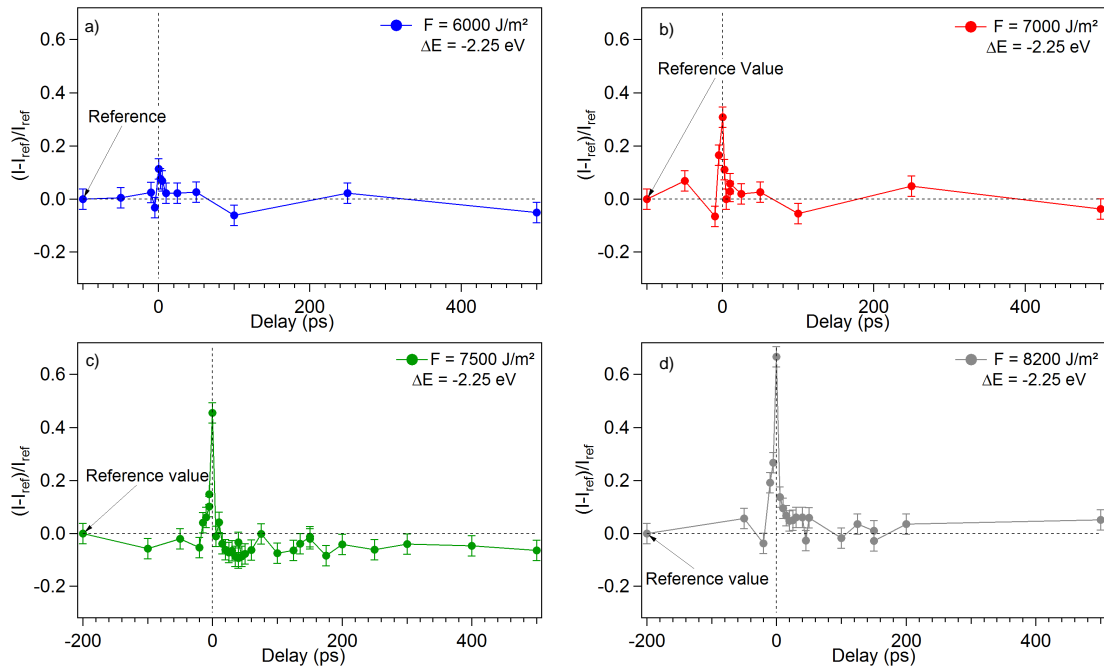 a)
F = 6000 J/m²
ΔE = -2.25 eV
Reference
(I-I_ref)/I_ref
0.6
0.4
0.2
0.0
-0.2
0
200
400
Delay (ps)
b)
F = 7000 J/m²
ΔE = -2.25 eV
Reference Value
(I-I_ref)/I_ref
0.6
0.4
0.2
0.0
-0.2
0
200
400
Delay (ps)
c)
F = 7500 J/m²
ΔE = -2.25 eV
Reference value
(I-I_ref)/I_ref
0.6
0.4
0.2
0.0
-0.2
-200
0
200
400
Delay (ps)
d)
F = 8200 J/m²
ΔE = -2.25 eV
Reference value
(I-I_ref)/I_ref
0.6
0.4
0.2
0.0
-0.2
-200
0
200
400
Delay (ps)